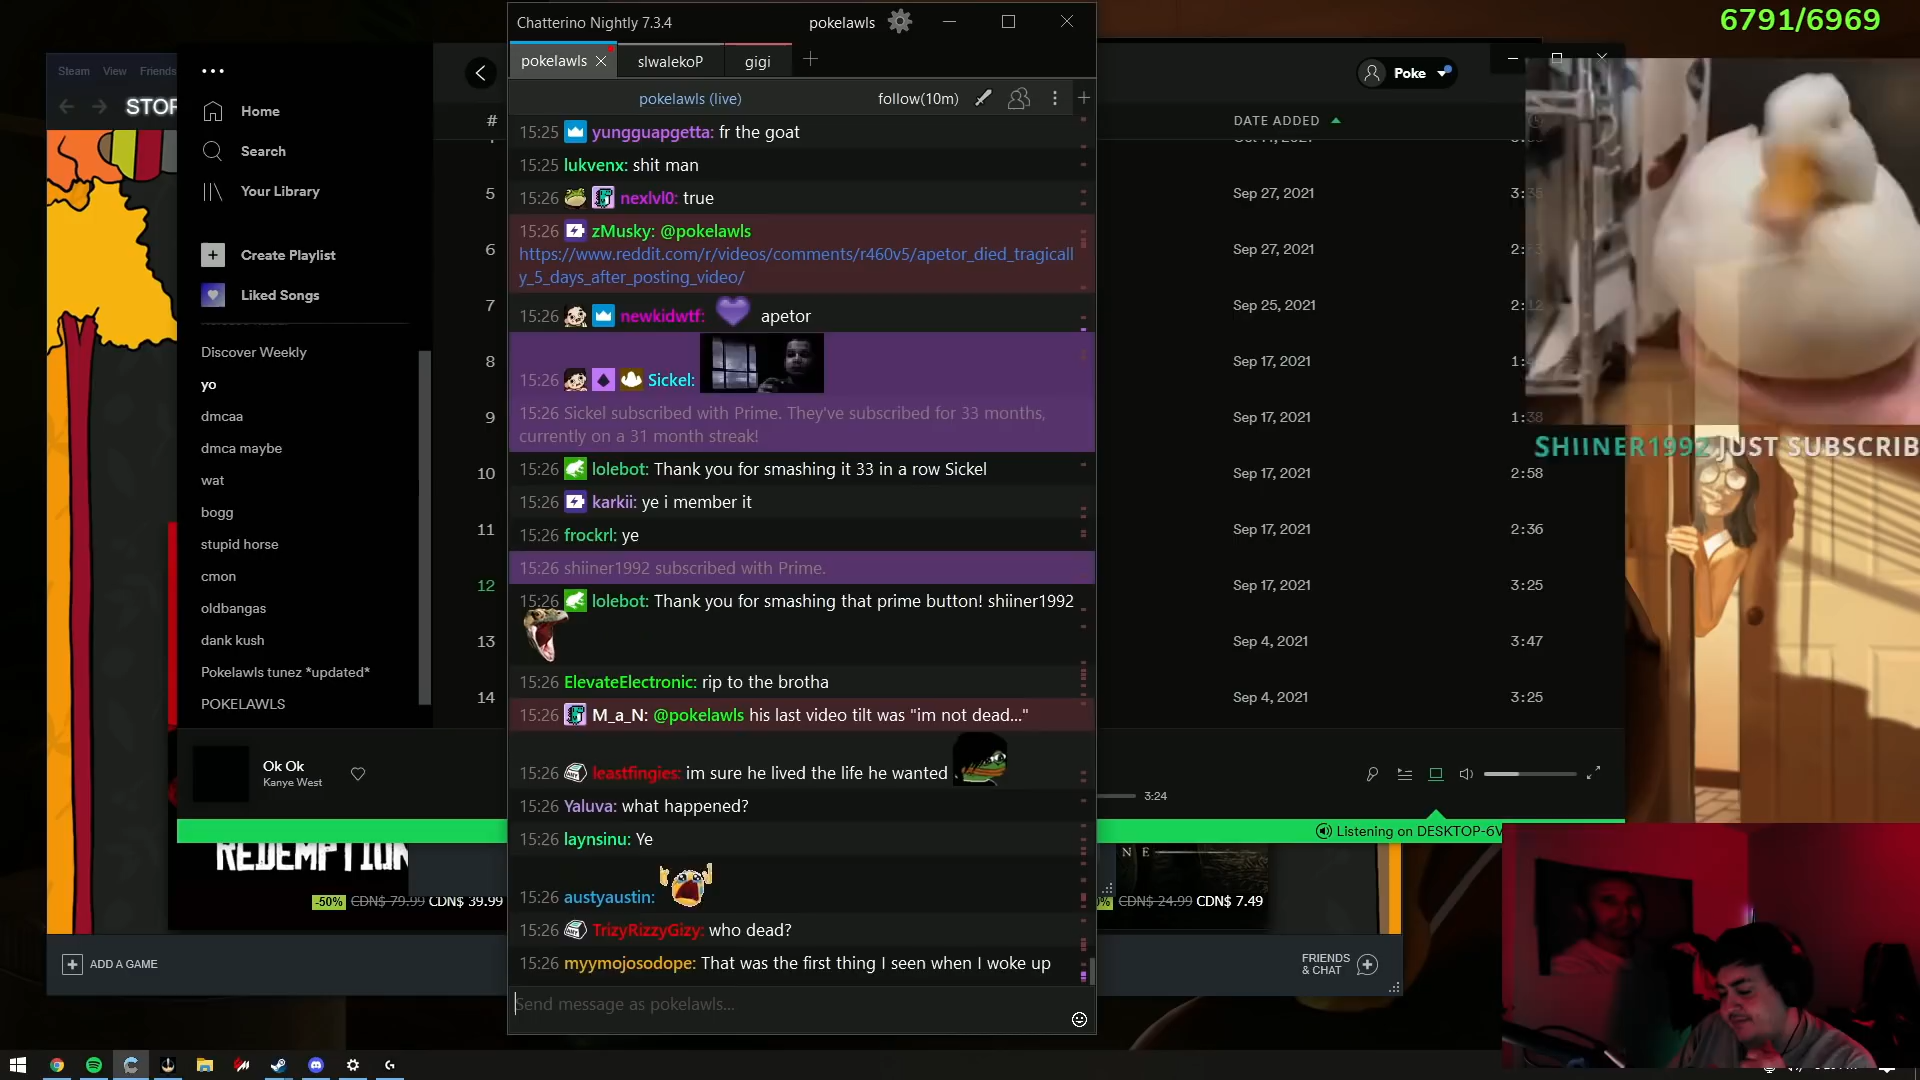 Chatterino Nightly 7.3.4
pokelawls
6791/6969
pokelawls
slwalekoP
gigi
pokelawls (live)
follow(10m)
15:25 yungguapgetta: fr the goat
15:25 lukvenx: shit man
15:26 nexlvl0: true
15:26 zMusky: @pokelawls
https://www.reddit.com/r/videos/comments/r460v5/apetor_died_tragicall
y_5_days_after_posting_video/
15:26 newkidwtf: apetor
15:26 Sickel:
15:26 Sickel subscribed with Prime. They've subscribed for 33 months,
currently on a 31 month streak!
15:26 lolebot: Thank you for smashing it 33 in a row Sickel
15:26 karkii: ye i member it
15:26 frockrl: ye
15:26 shiiner1992 subscribed with Prime.
15:26 lolebot: Thank you for smashing that prime button! shiiner1992
15:26 ElevateElectronic: rip to the brotha
15:26 M_a_N: @pokelawls his last video tilt was "im not dead..."
15:26 leastfingies: im sure he lived the life he wanted
15:26 Yaluva: what happened?
15:26 laynsinu: Ye
15:26 austyaustin:
15:26 TrizyRizzyGizy: who dead?
15:26 myymojosodope: That was the first thing I seen when I woke up
Send message as pokelawls...
Steam View Friends
STOR
Home
Search
Your Library
Create Playlist
Liked Songs
Discover Weekly
yo
dmcaa
dmca maybe
wat
bogg
stupid horse
cmon
oldbangas
dank kush
Pokelawls tunez *updated*
POKELAWLS
Ok Ok
Kanye West
Poke
#
DATE ADDED
5 Sep 27, 2021
6 Sep 27, 2021
7 Sep 25, 2021
8 Sep 17, 2021
9 Sep 17, 2021 1:38
10 Sep 17, 2021 2:58
11 Sep 17, 2021 2:36
12 Sep 17, 2021 3:25
13 Sep 4, 2021 3:47
14 Sep 4, 2021 3:25
3:24
Listening on DESKTOP-6V
SHIINER1992 JUST SUBSCRIB
REDEMPTION
-50% CDN$ 79.99 CDN$ 39.99
CDN$ 24.99 CDN$ 7.49
ADD A GAME
FRIENDS
& CHAT